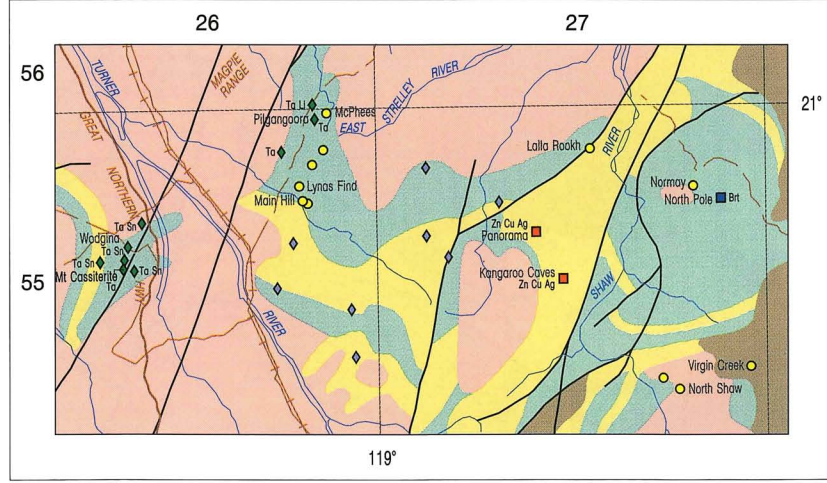 26
27
56
55
21°
119°
TURNER
RIVER
MAGPIE
RANGE
GREAT
NORTHERN
HWY
EAST
STRELLEY
RIVER
Ta Li
McPhees
Pilgangoora
Ta
Ta
Lynas Find
Main Hill
Lalla Rookh
RIVER
SHAW
Normay
North Pole
Brt
Zn Cu Ag
Panorama
Kangaroo Caves
Zn Cu Ag
Ta Sn
Wodgina
Ta Sn
Ta Sn
Ta Sn
Mt Cassiterite
Ta
Virgin Creek
North Shaw